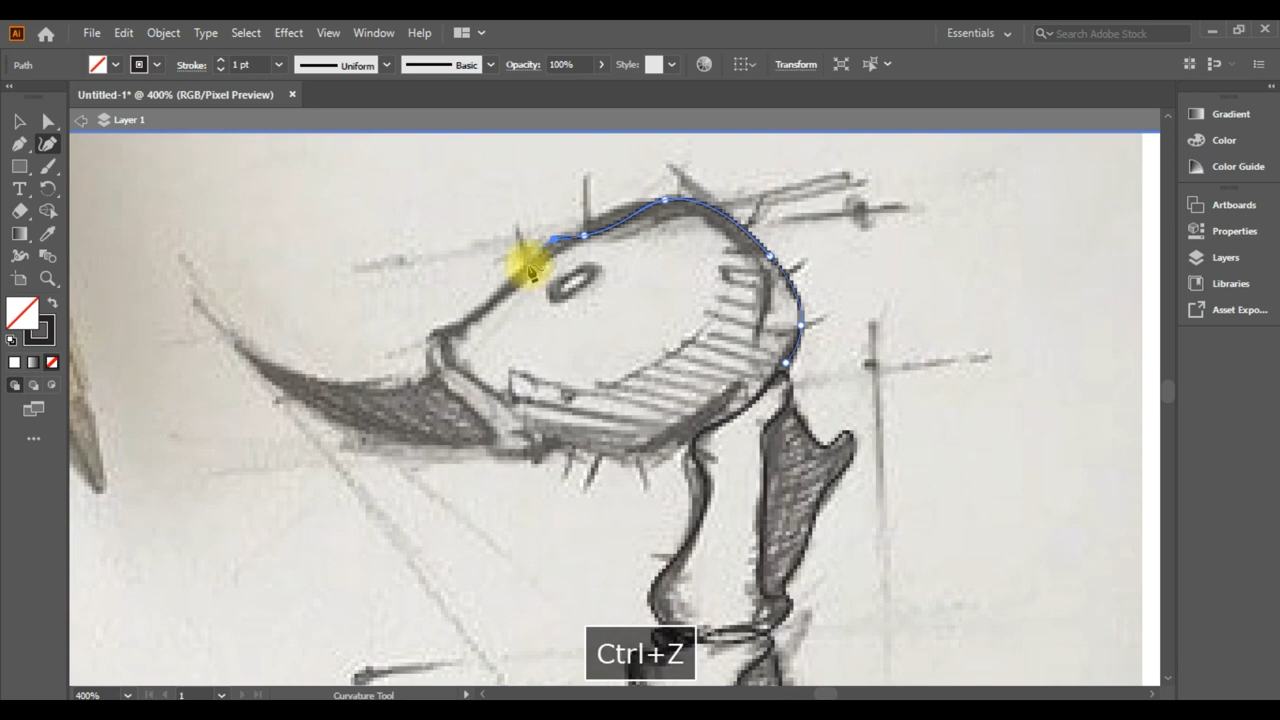 Ai File Edit Object Type Select Effect View Window Help Essentials Search Adobe Stock
Path Stroke: 1 pt Uniform Basic Opacity: 100% Style: Transform
Untitled-1* @ 400% (RGB/Pixel Preview) ×
Layer 1
Gradient
Color
Color Guide
Artboards
Properties
Layers
Libraries
Asset Expo...
Ctrl+Z
400% 1 Curvature Tool